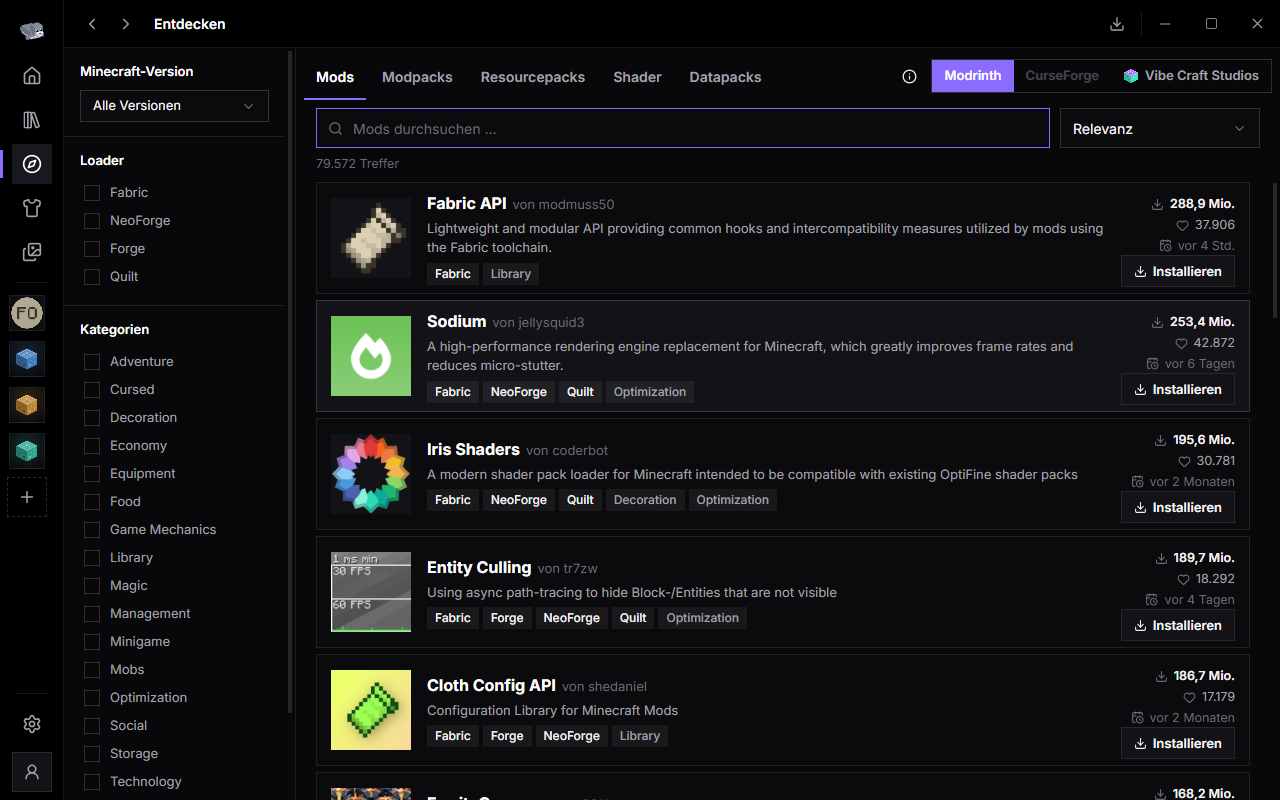 Entdecken
Minecraft-Version
Alle Versionen
Loader
Fabric
NeoForge
Forge
Quilt
Kategorien
Adventure
Cursed
Decoration
Economy
Equipment
Food
Game Mechanics
Library
Magic
Management
Minigame
Mobs
Optimization
Social
Storage
Technology
FO
Mods Modpacks Resourcepacks Shader Datapacks
Modrinth CurseForge Vibe Craft Studios
Mods durchsuchen ...
Relevanz
79.572 Treffer
Fabric API von modmuss50
Lightweight and modular API providing common hooks and intercompatibility measures utilized by mods using
the Fabric toolchain.
Fabric Library
288,9 Mio.
37.906
vor 4 Std.
Installieren
Sodium von jellysquid3
A high-performance rendering engine replacement for Minecraft, which greatly improves frame rates and
reduces micro-stutter.
Fabric NeoForge Quilt Optimization
253,4 Mio.
42.872
vor 6 Tagen
Installieren
Iris Shaders von coderbot
A modern shader pack loader for Minecraft intended to be compatible with existing OptiFine shader packs
Fabric NeoForge Quilt Decoration Optimization
195,6 Mio.
30.781
vor 2 Monaten
Installieren
1 ms min
30 FPS
60 FPS
Entity Culling von tr7zw
Using async path-tracing to hide Block-/Entities that are not visible
Fabric Forge NeoForge Quilt Optimization
189,7 Mio.
18.292
vor 4 Tagen
Installieren
Cloth Config API von shedaniel
Configuration Library for Minecraft Mods
Fabric Forge NeoForge Library
186,7 Mio.
17.179
vor 2 Monaten
Installieren
168,2 Mio.